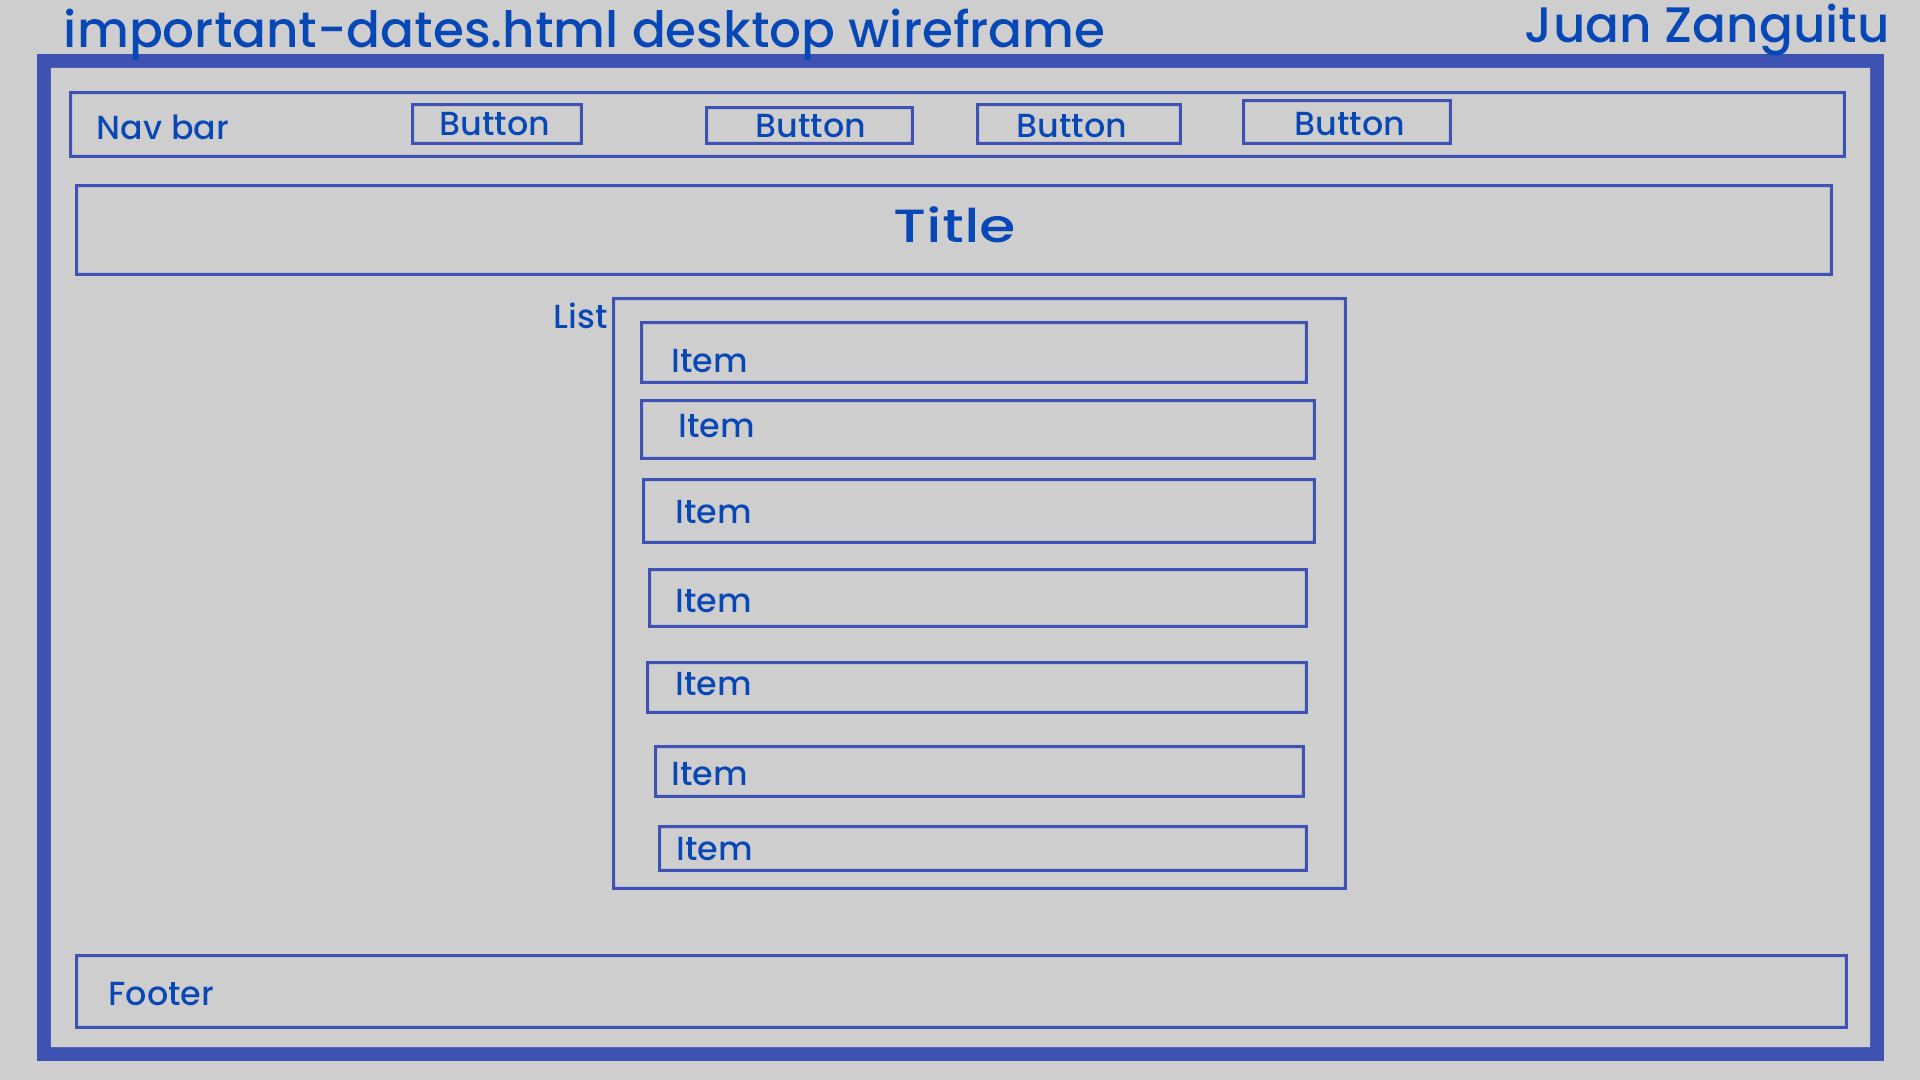 important-dates.html desktop wireframe
Juan Zanguitu
Nav bar
Button
Button
Button
Button
Title
List
Item
Item
Item
Item
Item
Item
Item
Footer